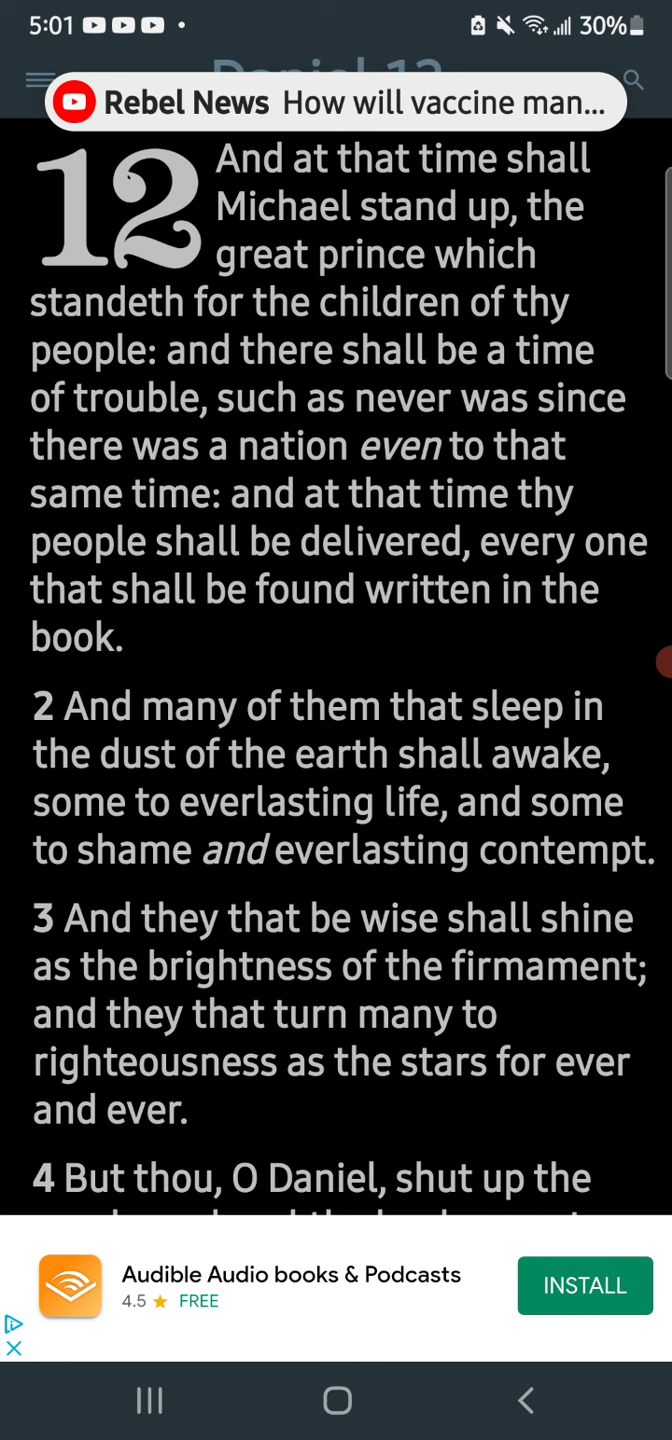 5:01
30%
Daniel 12
Rebel News How will vaccine man...
12 And at that time shall
Michael stand up, the
great prince which
standeth for the children of thy
people: and there shall be a time
of trouble, such as never was since
there was a nation even to that
same time: and at that time thy
people shall be delivered, every one
that shall be found written in the
book.
2 And many of them that sleep in
the dust of the earth shall awake,
some to everlasting life, and some
to shame and everlasting contempt.
3 And they that be wise shall shine
as the brightness of the firmament;
and they that turn many to
righteousness as the stars for ever
and ever.
4 But thou, O Daniel, shut up the
Audible Audio books & Podcasts
4.5 ★ FREE
INSTALL